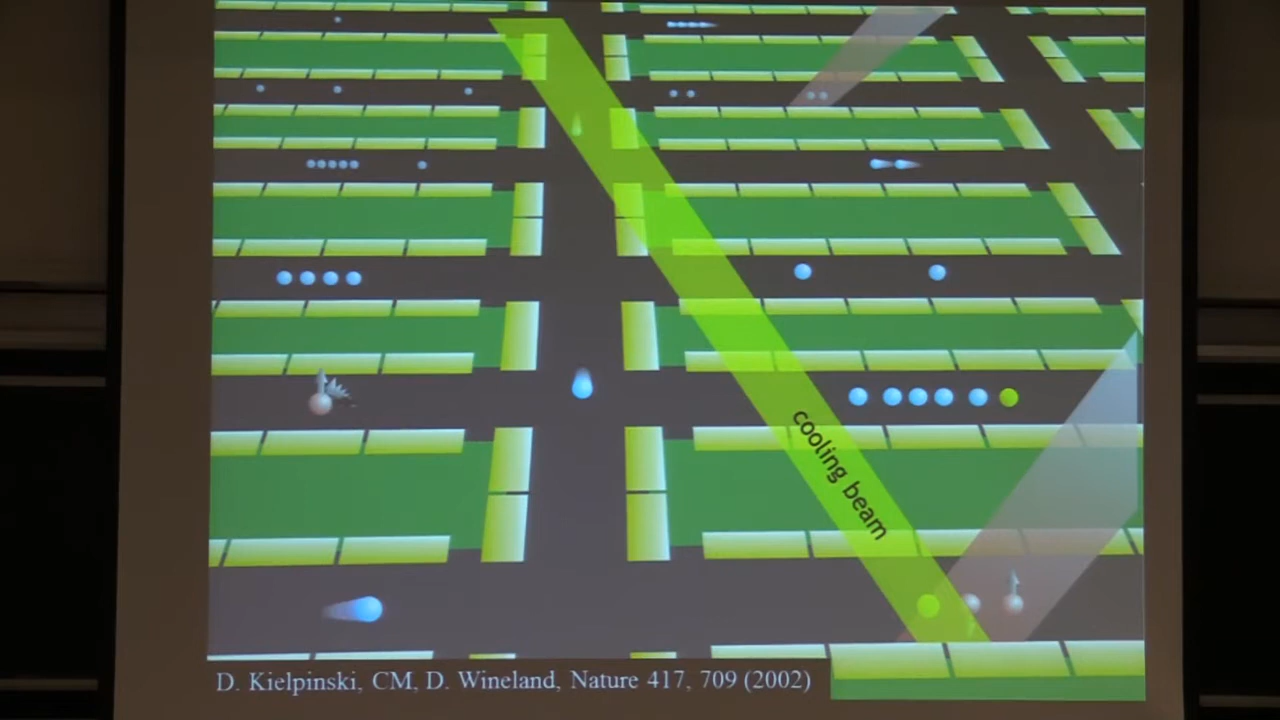 cooling beam
D. Kielpinski, CM, D. Wineland, Nature 417, 709 (2002)